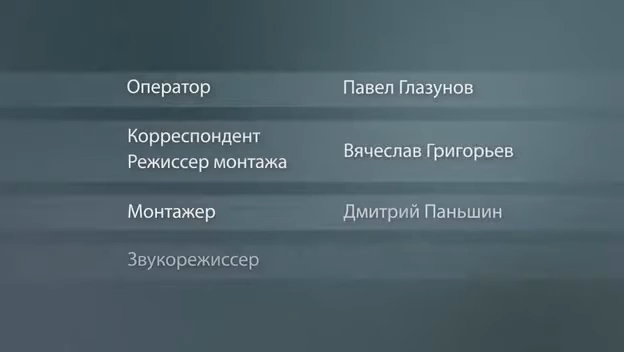 Оператор Павел Глазунов
Корреспондент
Режиссер монтажа Вячеслав Григорьев
Монтажер Дмитрий Паньшин
Звукорежиссер